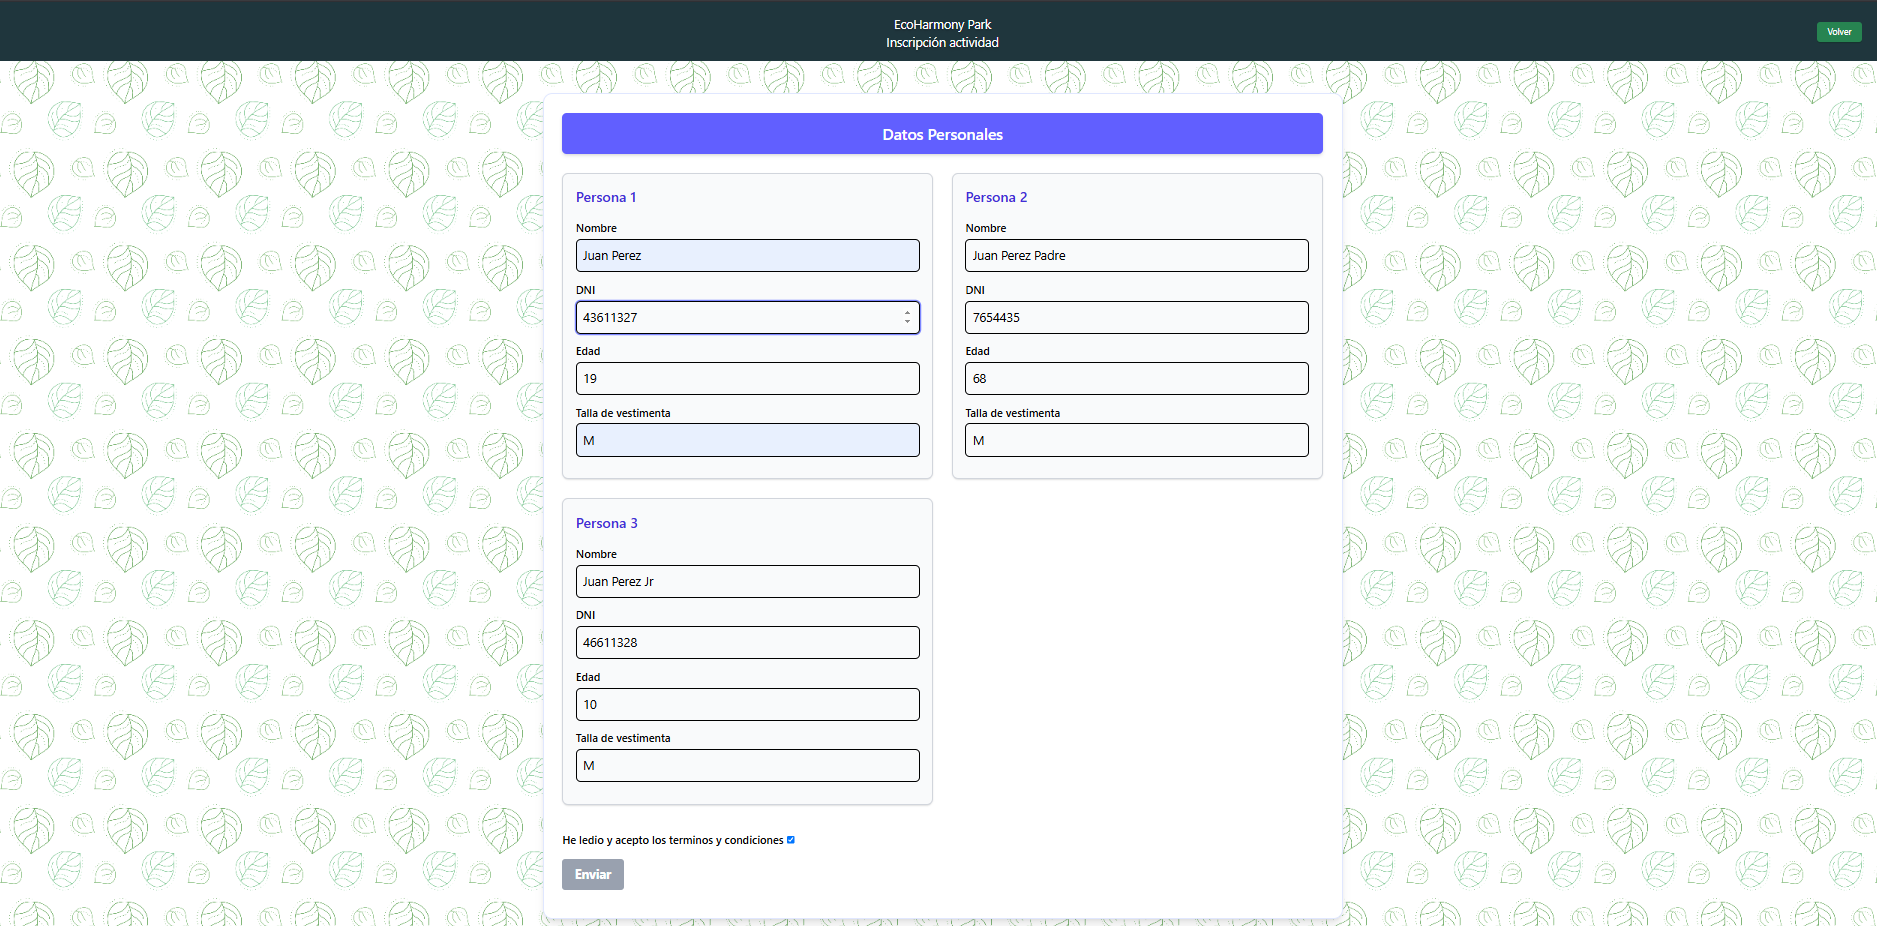 EcoHarmony Park
Inscripción actividad
Volver
Datos Personales
Persona 1
Nombre
Juan Perez
DNI
43611327
Edad
19
Talla de vestimenta
M
Persona 2
Nombre
Juan Perez Padre
DNI
7654435
Edad
68
Talla de vestimenta
M
Persona 3
Nombre
Juan Perez Jr
DNI
46611328
Edad
10
Talla de vestimenta
M
He ledio y acepto los terminos y condiciones
Enviar